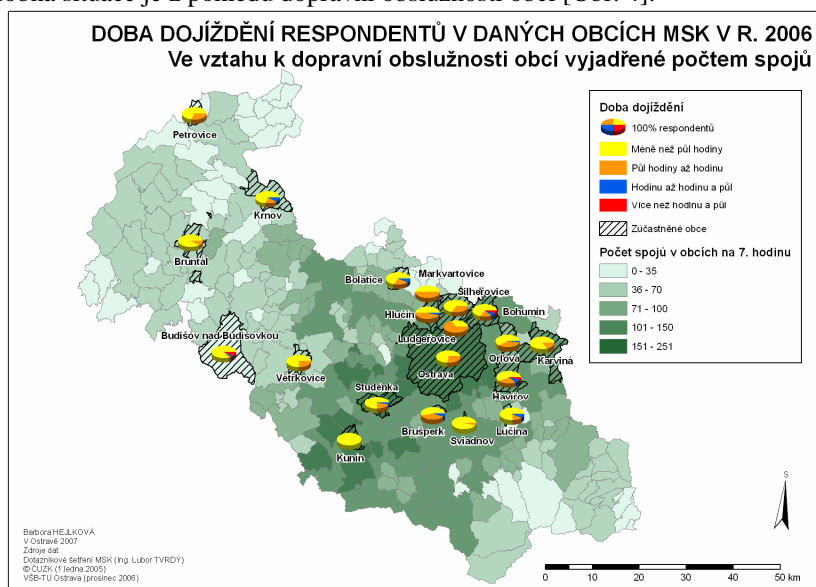 DOBA DOJÍŽDĚNÍ RESPONDENTŮ V DANÝCH OBCÍCH MSK V R. 2006
Ve vztahu k dopravní obslužnosti obcí vyjadřené počtem spojů
Doba dojíždění
100% respondentů
Méně než půl hodiny
Půl hodiny až hodinu
Hodinu až hodinu a půl
Více než hodinu a půl
Zúčastněné obce
Počet spojů v obcích na 7. hodinu
0 - 35
36 - 70
71 - 100
101 - 150
151 - 251
Petrovice
Krnov
Bruntál
Bolatice
Markvartovice
Šilheřovice
Hlučín
Bohumín
Budišov nad Budišovkou
Ludgeřovice
Orlová
Karviná
Větřkovice
Ostrava
Studénka
Havířov
Brušperk
Sviadnov
Lučina
Kunín
S
Barbora HEJLKOVÁ
V Ostravě 2007
Zdroje dat:
Dotazníkové šetření MSK (Ing. Lubor TVRDÝ)
© ČÚZK (1.ledna 2005)
VŠB-TU Ostrava (prosinec 2006)
0 10 20 30 40 50 km